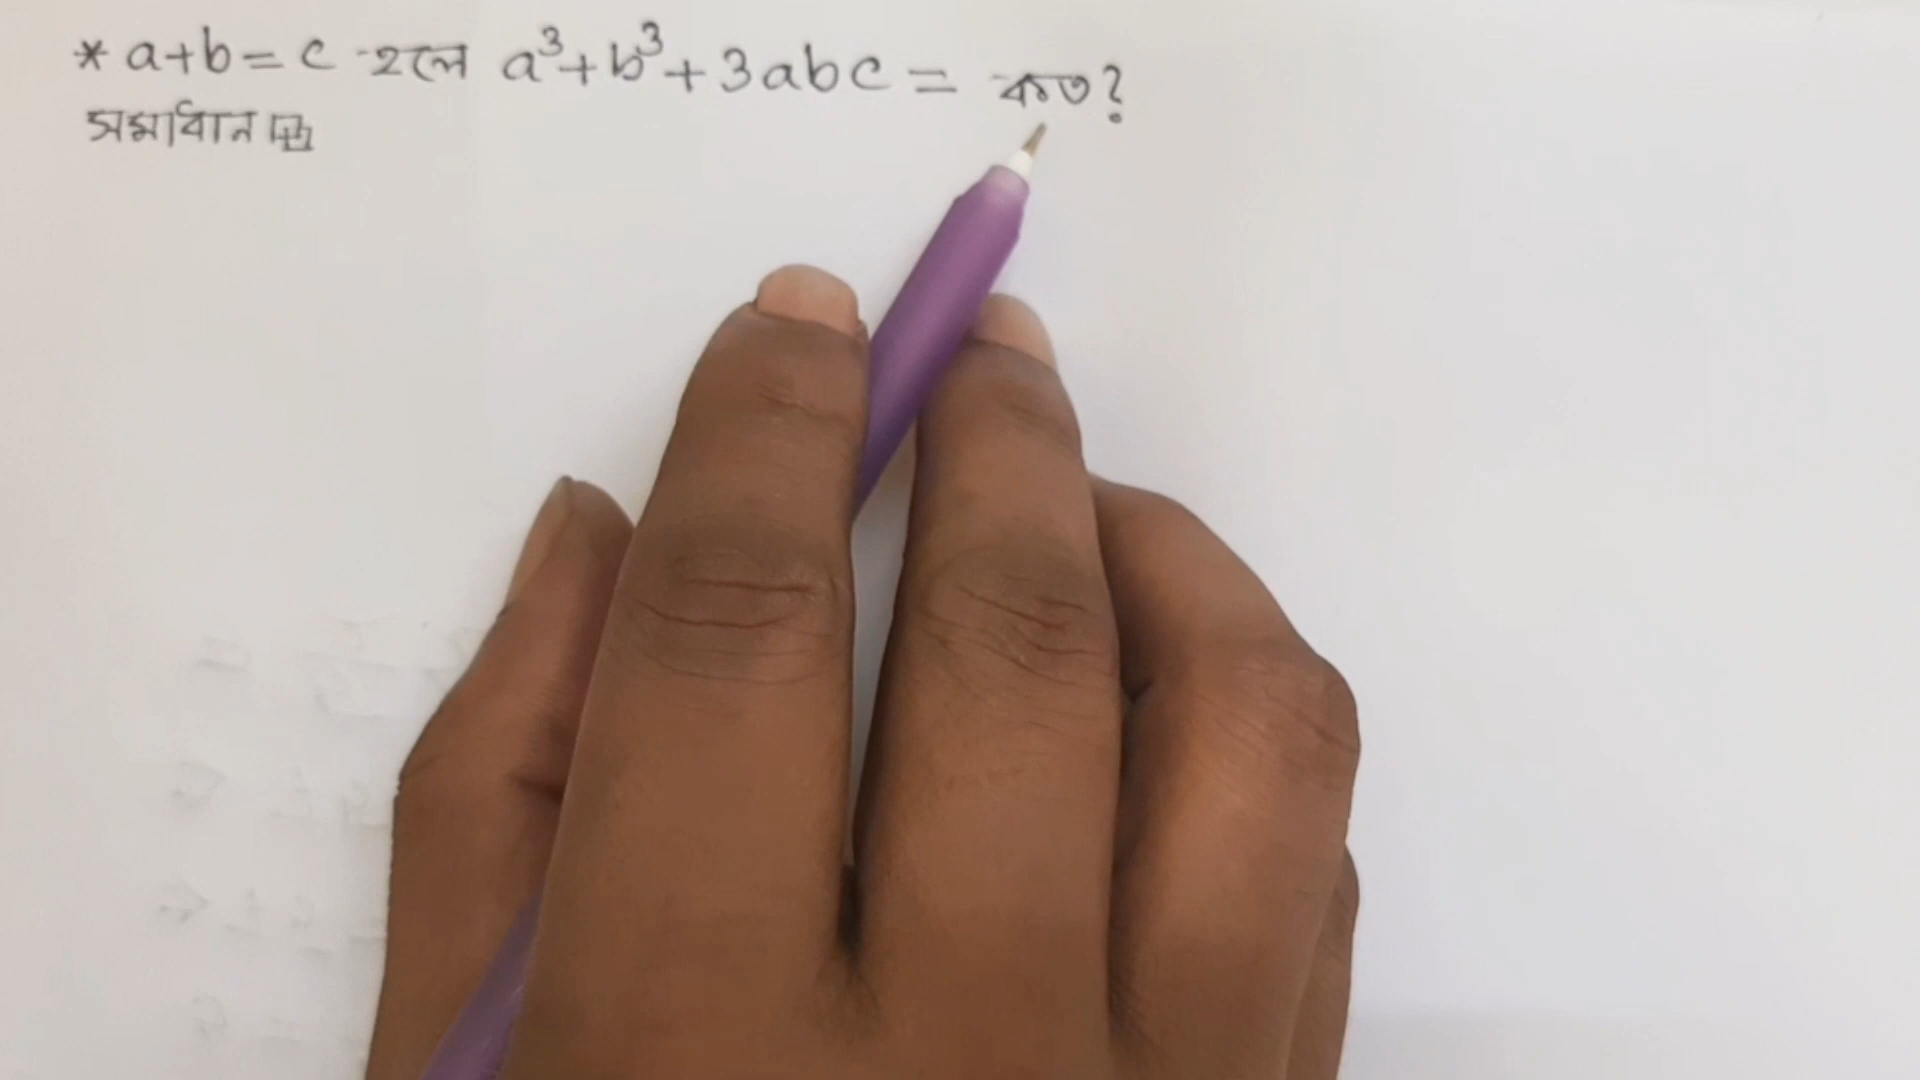 * a+b=c হলে a³+b³+3abc = কত?
সমাধান